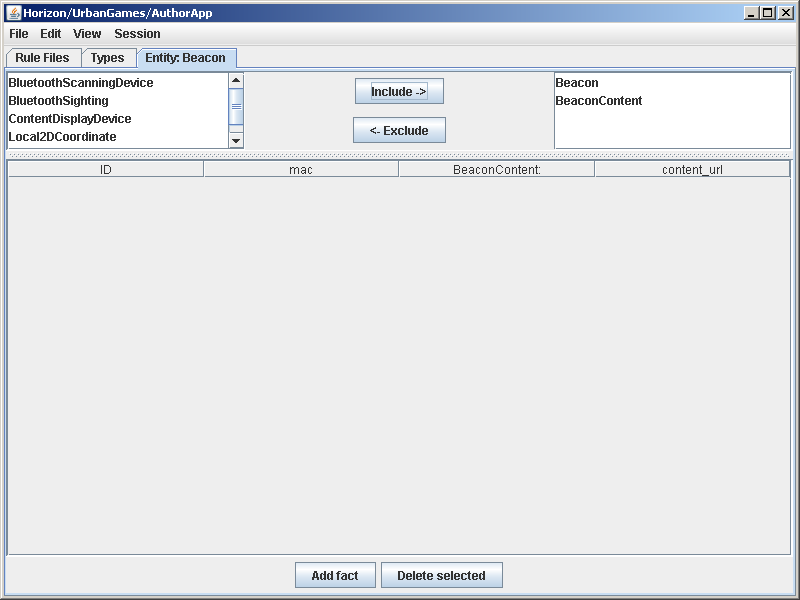 Horizon/UrbanGames/AuthorApp
File Edit View Session
Rule Files Types Entity: Beacon
BluetoothScanningDevice
BluetoothSighting
ContentDisplayDevice
Local2DCoordinate
Include ->
<- Exclude
Beacon
BeaconContent
ID mac BeaconContent: content_url
Add fact Delete selected